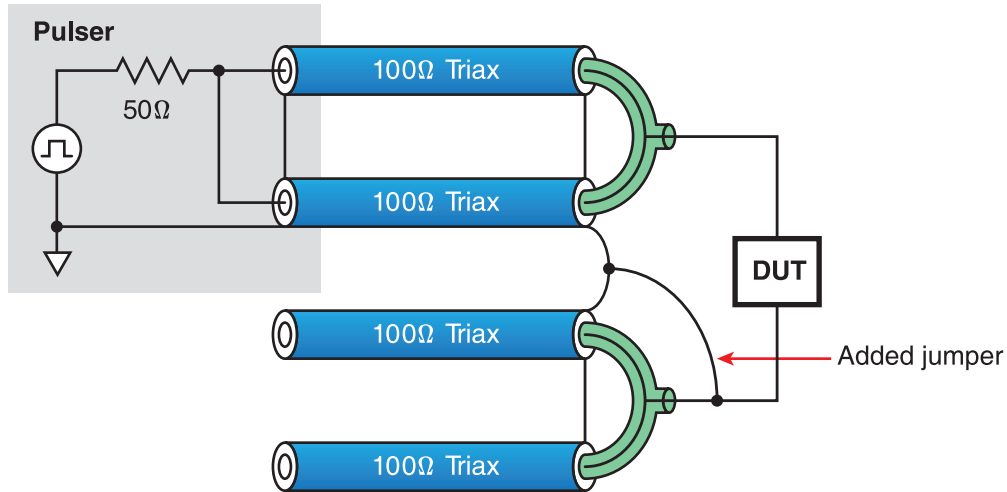 Pulser
50Ω
100Ω Triax
100Ω Triax
DUT
100Ω Triax
Added jumper
100Ω Triax